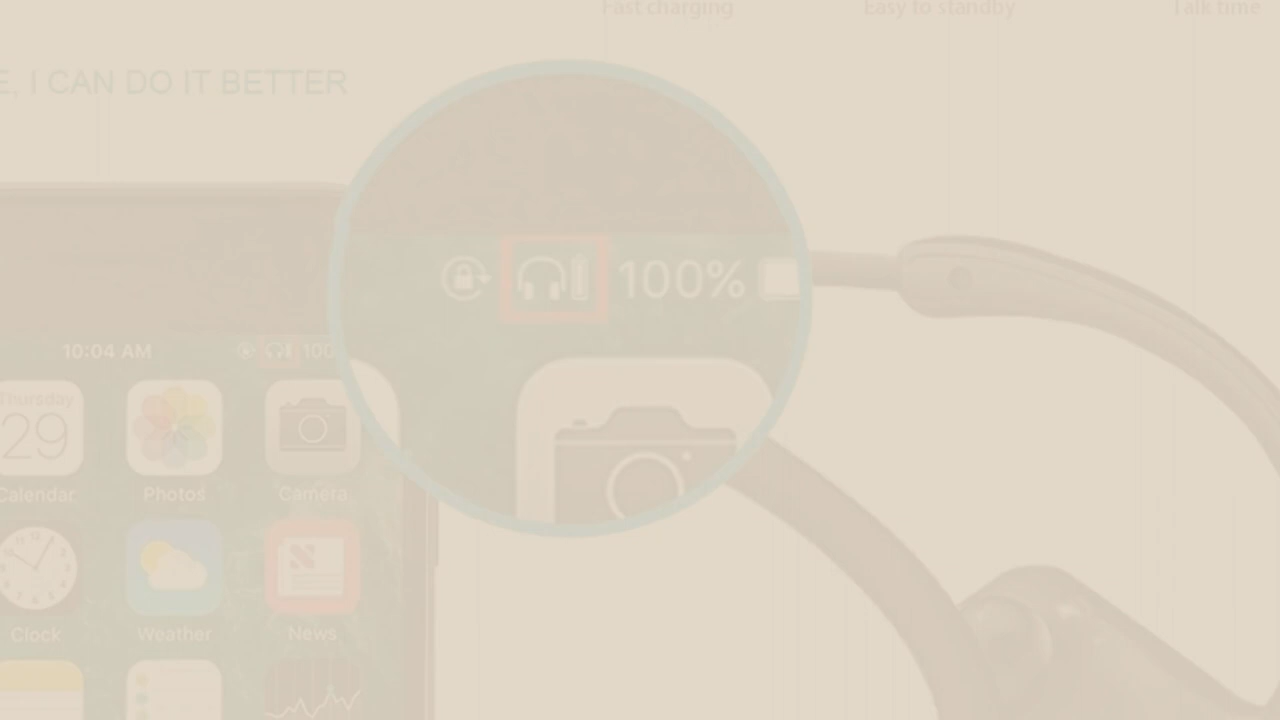 Fast charging Easy to standby Talk time
E, I CAN DO IT BETTER
100%
10:04 AM 100
Thursday
29
Calendar Photos Camera
Clock Weather News